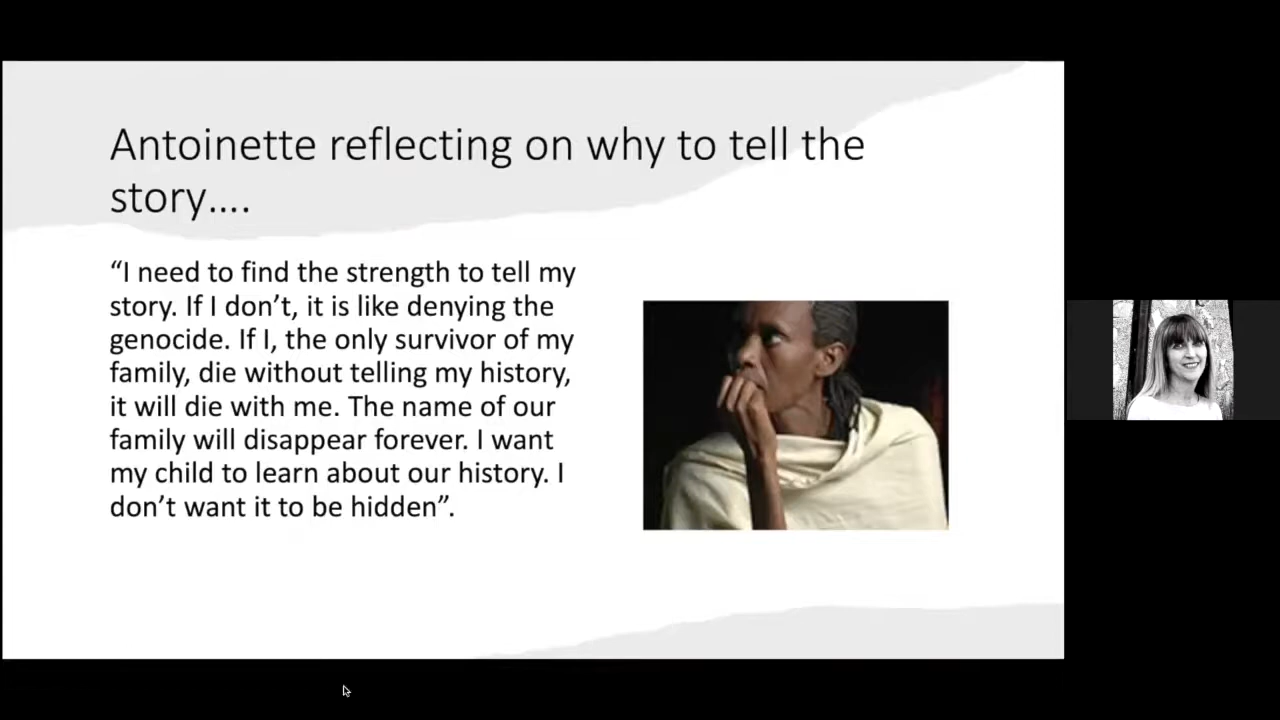 Antoinette reflecting on why to tell the
story....
“I need to find the strength to tell my
story. If I don’t, it is like denying the
genocide. If I, the only survivor of my
family, die without telling my history,
it will die with me. The name of our
family will disappear forever. I want
my child to learn about our history. I
don’t want it to be hidden”.